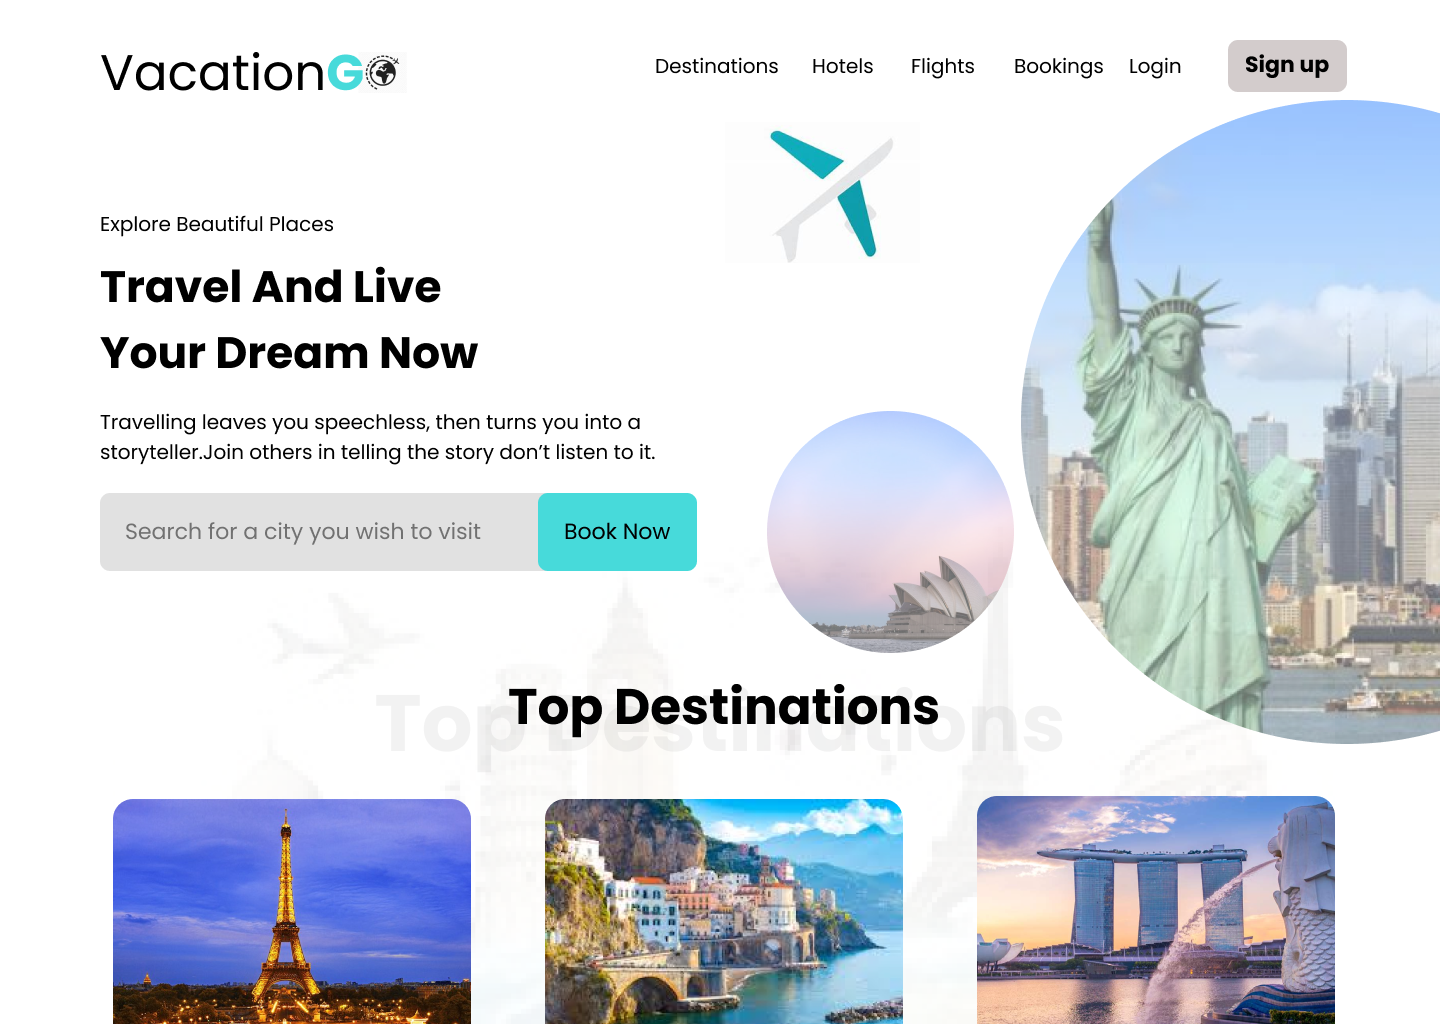 VacationG
Destinations Hotels Flights Bookings Login Sign up
Explore Beautiful Places
Travel And Live
Your Dream Now
Travelling leaves you speechless, then turns you into a
storyteller.Join others in telling the story don’t listen to it.
Search for a city you wish to visit Book Now
Top Destinations
Top Destinations